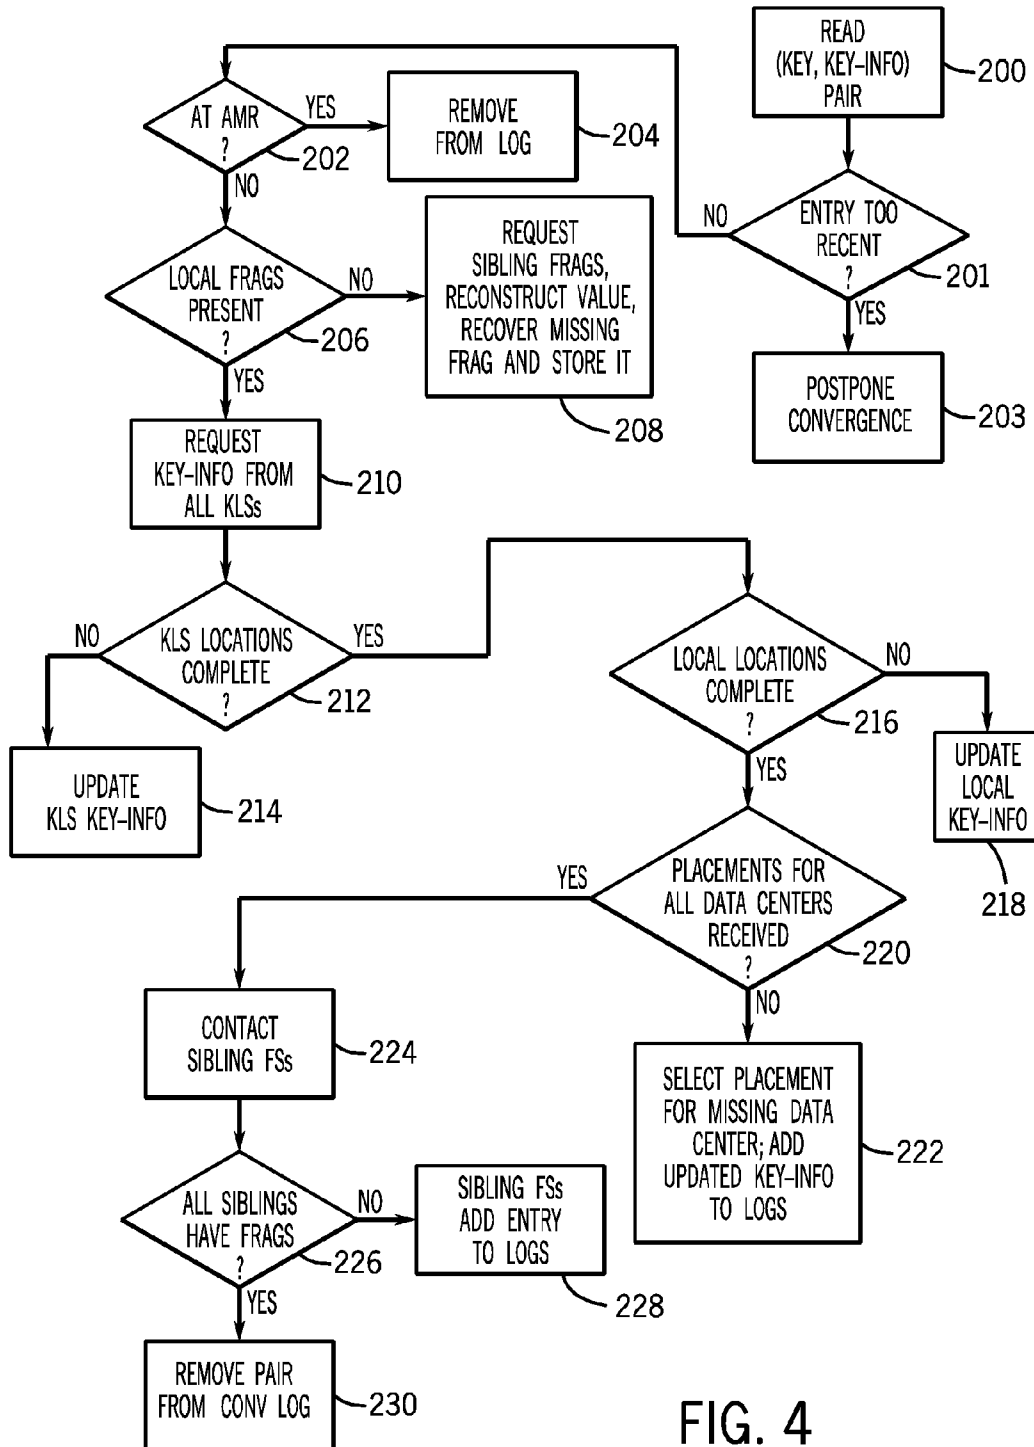 READ
(KEY, KEY-INFO)
PAIR
200
AT AMR
?
202
YES
NO
REMOVE
FROM LOG
204
ENTRY TOO
RECENT
?
201
NO
YES
POSTPONE
CONVERGENCE
203
LOCAL FRAGS
PRESENT
?
206
NO
YES
REQUEST
SIBLING FRAGS,
RECONSTRUCT VALUE,
RECOVER MISSING
FRAG AND STORE IT
208
REQUEST
KEY-INFO FROM
ALL KLSs
210
KLS LOCATIONS
COMPLETE
?
212
NO
YES
UPDATE
KLS KEY-INFO
214
LOCAL LOCATIONS
COMPLETE
?
216
NO
YES
UPDATE
LOCAL
KEY-INFO
218
PLACEMENTS FOR
ALL DATA CENTERS
RECEIVED
?
220
YES
NO
SELECT PLACEMENT
FOR MISSING DATA
CENTER; ADD
UPDATED KEY-INFO
TO LOGS
222
CONTACT
SIBLING FSs
224
ALL SIBLINGS
HAVE FRAGS
?
226
NO
YES
SIBLING FSs
ADD ENTRY
TO LOGS
228
REMOVE PAIR
FROM CONV LOG
230
FIG. 4